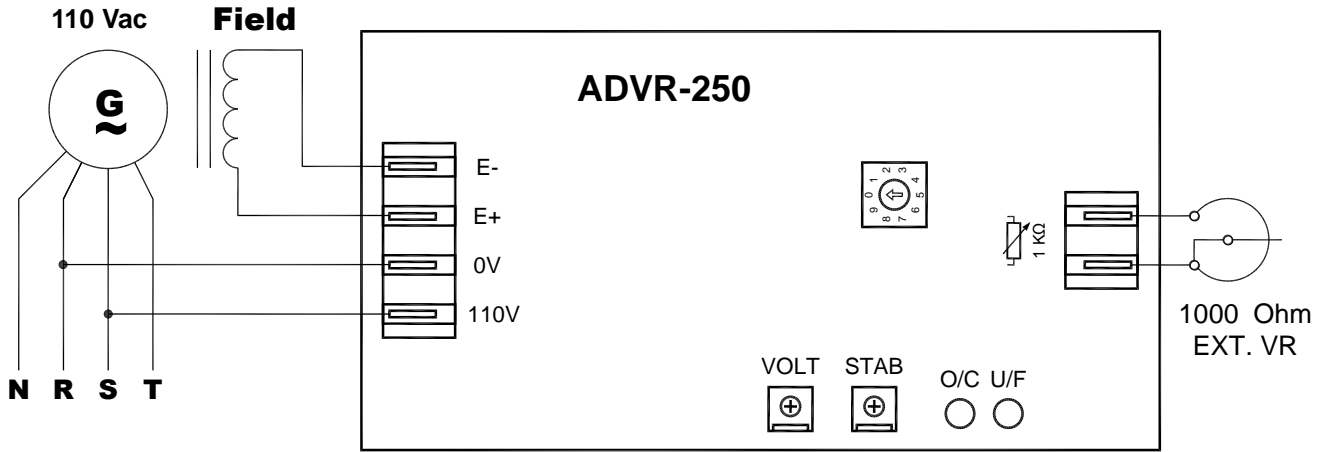 110 Vac
Field
G
~
ADVR-250
E-
E+
0V
110V
0 1 2 3 4 5 6 7 8 9
1 KΩ
1000 Ohm
EXT. VR
VOLT
STAB
O/C U/F
N R S T